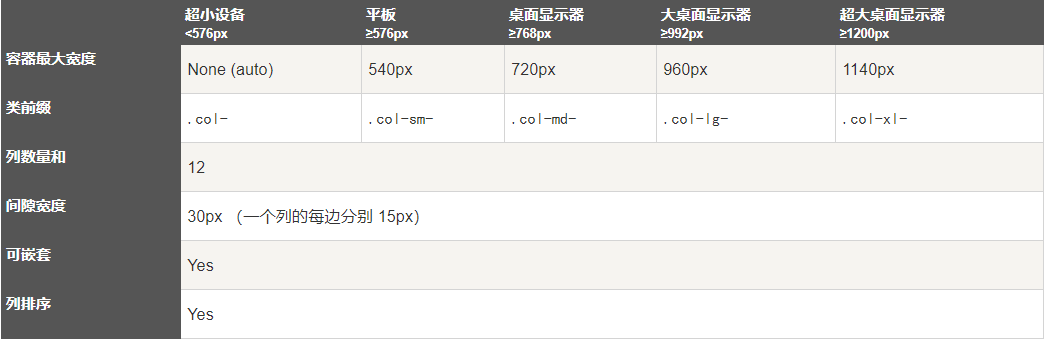 超小设备 平板 桌面显示器 大桌面显示器 超大桌面显示器
<576px ≥576px ≥768px ≥992px ≥1200px
容器最大宽度 None (auto) 540px 720px 960px 1140px
类前缀 .col- .col-sm- .col-md- .col-lg- .col-xl-
列数量和 12
间隙宽度 30px （一个列的每边分别 15px）
可嵌套 Yes
列排序 Yes